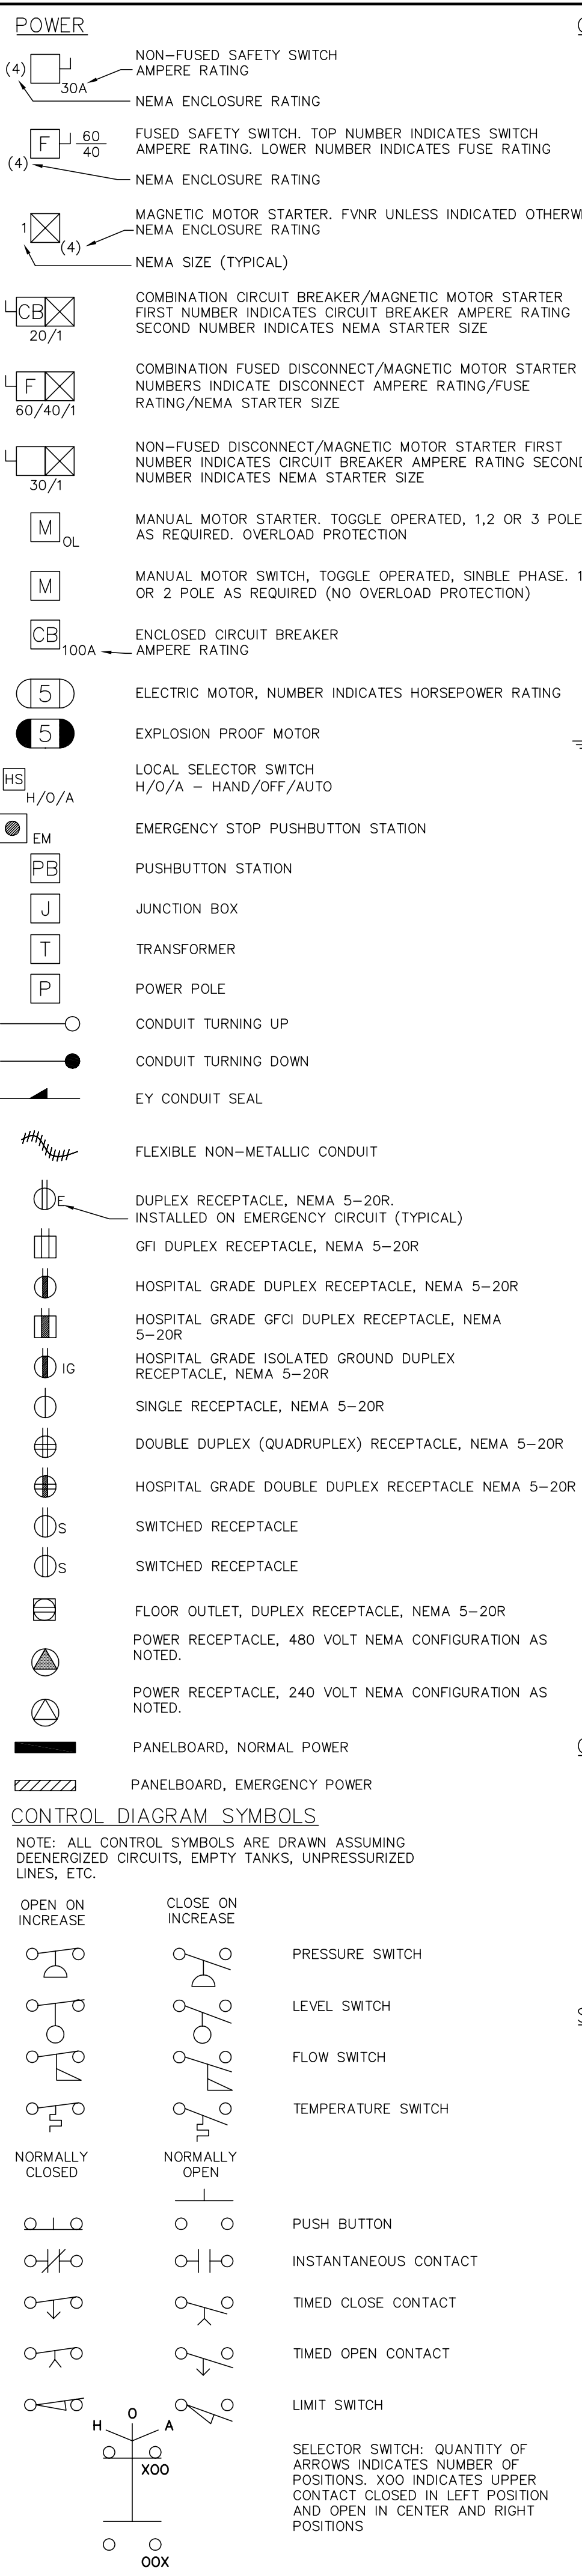 POWER
NON-FUSED SAFETY SWITCH
(4)
AMPERE RATING
30A
NEMA ENCLOSURE RATING
FUSED SAFETY SWITCH. TOP NUMBER INDICATES SWITCH
F 60
40
AMPERE RATING. LOWER NUMBER INDICATES FUSE RATING
(4)
NEMA ENCLOSURE RATING
MAGNETIC MOTOR STARTER. FVNR UNLESS INDICATED OTHERWI
1
(4)
NEMA ENCLOSURE RATING
NEMA SIZE (TYPICAL)
COMBINATION CIRCUIT BREAKER/MAGNETIC MOTOR STARTER
CB
FIRST NUMBER INDICATES CIRCUIT BREAKER AMPERE RATING
20/1
SECOND NUMBER INDICATES NEMA STARTER SIZE
COMBINATION FUSED DISCONNECT/MAGNETIC MOTOR STARTER
F
NUMBERS INDICATE DISCONNECT AMPERE RATING/FUSE
60/40/1
RATING/NEMA STARTER SIZE
NON-FUSED DISCONNECT/MAGNETIC MOTOR STARTER FIRST
NUMBER INDICATES CIRCUIT BREAKER AMPERE RATING SECOND
30/1
NUMBER INDICATES NEMA STARTER SIZE
M OL
MANUAL MOTOR STARTER. TOGGLE OPERATED, 1,2 OR 3 POLE
AS REQUIRED. OVERLOAD PROTECTION
M
MANUAL MOTOR SWITCH, TOGGLE OPERATED, SINBLE PHASE. 1
OR 2 POLE AS REQUIRED (NO OVERLOAD PROTECTION)
CB 100A
ENCLOSED CIRCUIT BREAKER
AMPERE RATING
5 ELECTRIC MOTOR, NUMBER INDICATES HORSEPOWER RATING
5 EXPLOSION PROOF MOTOR
HS H/O/A
LOCAL SELECTOR SWITCH
H/O/A - HAND/OFF/AUTO
EM EMERGENCY STOP PUSHBUTTON STATION
PB PUSHBUTTON STATION
J JUNCTION BOX
T TRANSFORMER
P POWER POLE
CONDUIT TURNING UP
CONDUIT TURNING DOWN
EY CONDUIT SEAL
FLEXIBLE NON-METALLIC CONDUIT
E DUPLEX RECEPTACLE, NEMA 5-20R.
INSTALLED ON EMERGENCY CIRCUIT (TYPICAL)
GFI DUPLEX RECEPTACLE, NEMA 5-20R
HOSPITAL GRADE DUPLEX RECEPTACLE, NEMA 5-20R
HOSPITAL GRADE GFCI DUPLEX RECEPTACLE, NEMA
5-20R
IG HOSPITAL GRADE ISOLATED GROUND DUPLEX
RECEPTACLE, NEMA 5-20R
SINGLE RECEPTACLE, NEMA 5-20R
DOUBLE DUPLEX (QUADRUPLEX) RECEPTACLE, NEMA 5-20R
HOSPITAL GRADE DOUBLE DUPLEX RECEPTACLE NEMA 5-20R
S SWITCHED RECEPTACLE
S SWITCHED RECEPTACLE
FLOOR OUTLET, DUPLEX RECEPTACLE, NEMA 5-20R
POWER RECEPTACLE, 480 VOLT NEMA CONFIGURATION AS
NOTED.
POWER RECEPTACLE, 240 VOLT NEMA CONFIGURATION AS
NOTED.
PANELBOARD, NORMAL POWER
PANELBOARD, EMERGENCY POWER
CONTROL DIAGRAM SYMBOLS
NOTE: ALL CONTROL SYMBOLS ARE DRAWN ASSUMING
DEENERGIZED CIRCUITS, EMPTY TANKS, UNPRESSURIZED
LINES, ETC.
OPEN ON
INCREASE
CLOSE ON
INCREASE
PRESSURE SWITCH
LEVEL SWITCH
FLOW SWITCH
TEMPERATURE SWITCH
NORMALLY
CLOSED
NORMALLY
OPEN
PUSH BUTTON
INSTANTANEOUS CONTACT
TIMED CLOSE CONTACT
TIMED OPEN CONTACT
LIMIT SWITCH
H O A
XOO
OOX
SELECTOR SWITCH: QUANTITY OF
ARROWS INDICATES NUMBER OF
POSITIONS. XOO INDICATES UPPER
CONTACT CLOSED IN LEFT POSITION
AND OPEN IN CENTER AND RIGHT
POSITIONS